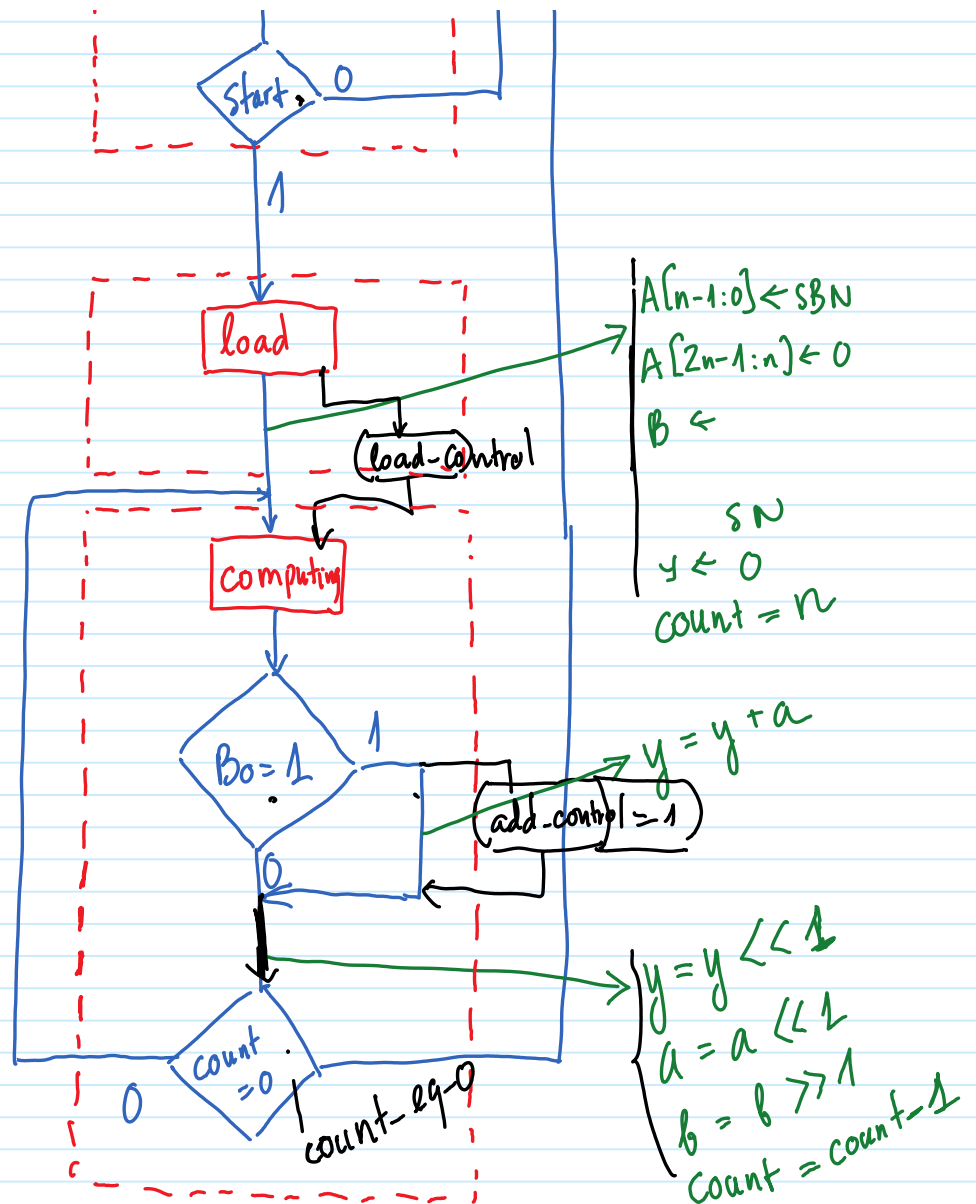 start
0
1
A[n-1:0] ← SBN
load
A[2n-1:n] ← 0
B ←
load-control
SN
y ← 0
computing
count = n
y = y + a
1
B0 = 1
add-control = 1
0
y = y << 1
a = a << 1
count
=0
b = b >> 1
0
count-eq-0
count = count-1